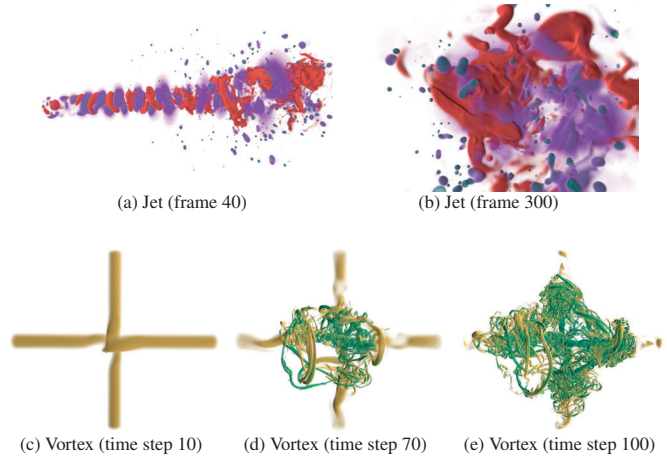 (a) Jet (frame 40)
(b) Jet (frame 300)
(c) Vortex (time step 10)
(d) Vortex (time step 70)
(e) Vortex (time step 100)